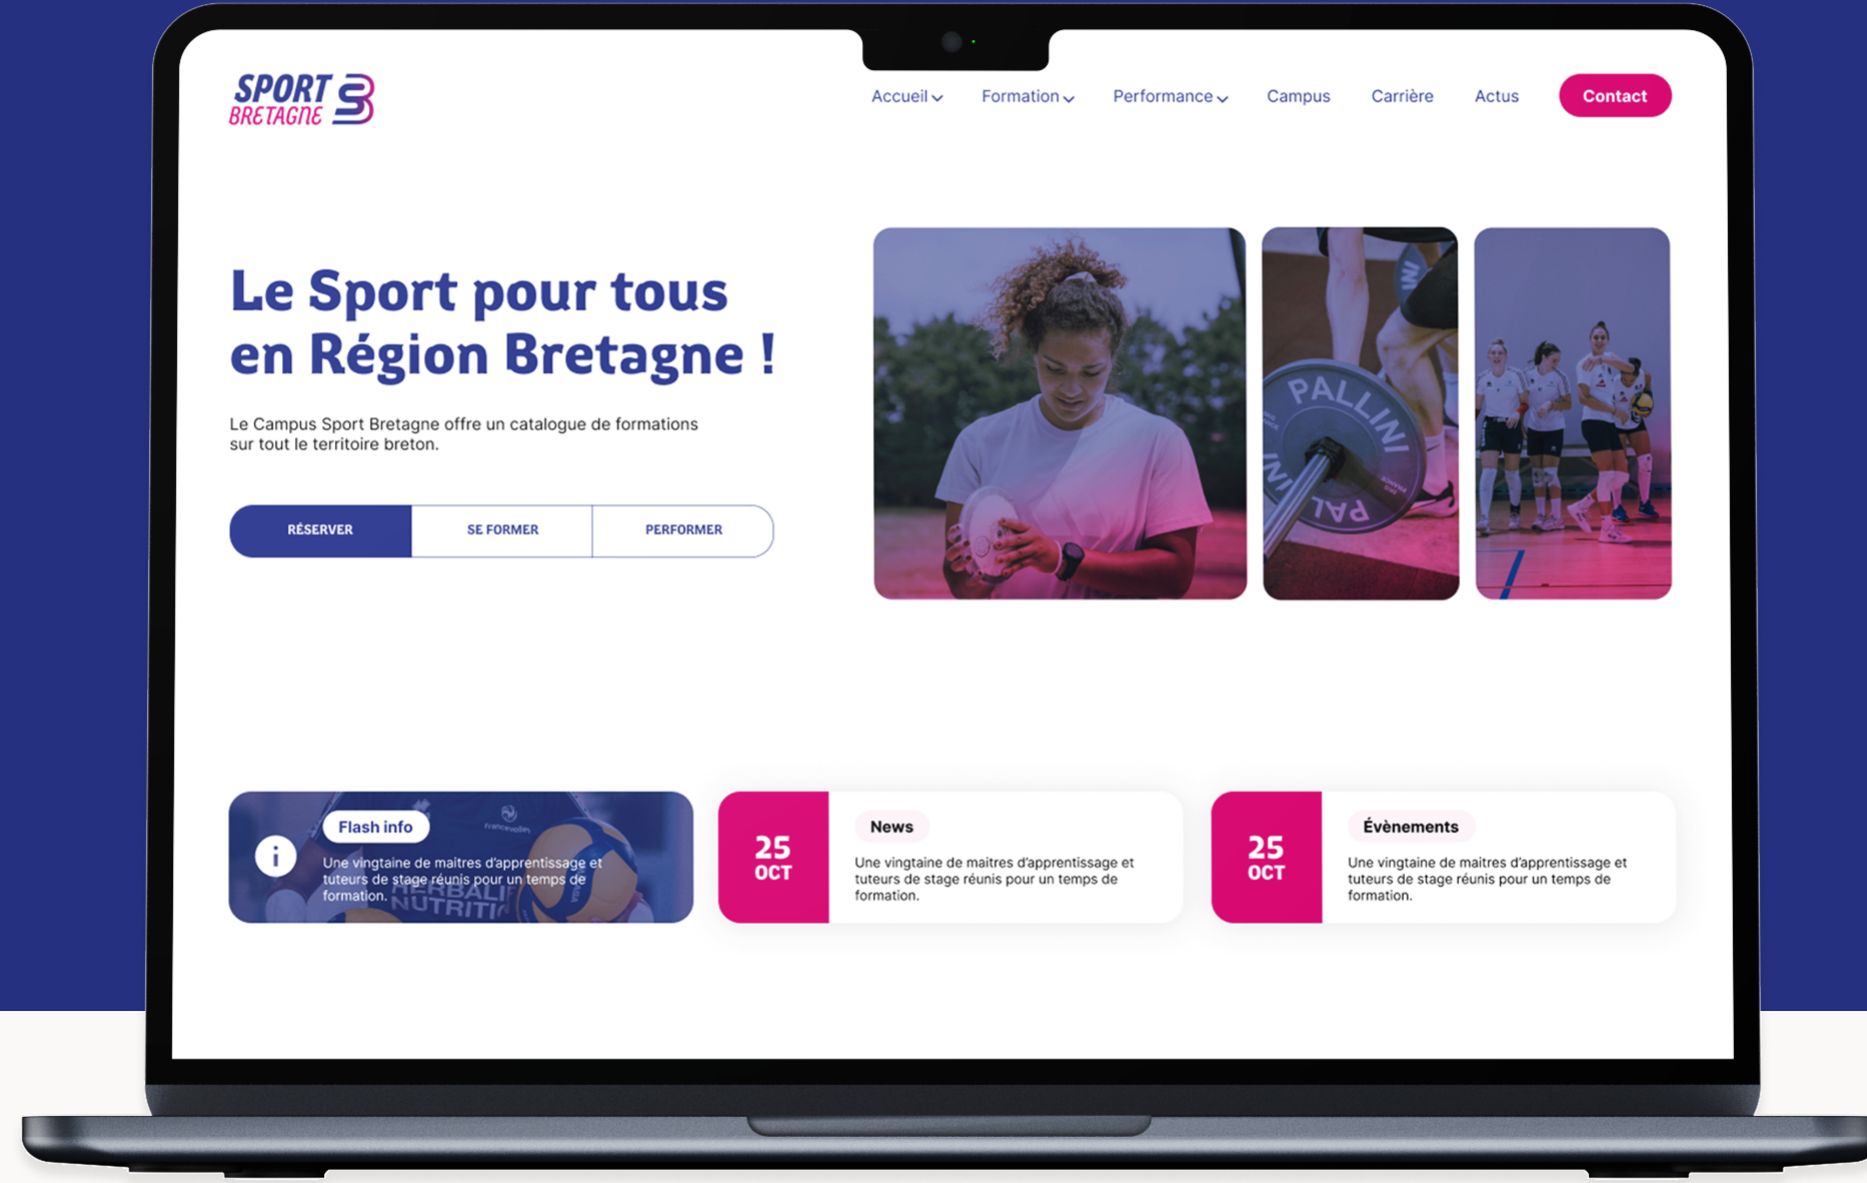 SPORT
BRETAGNE
Accueil
Formation
Performance
Campus
Carrière
Actus
Contact
Le Sport pour tous
en Région Bretagne !
Le Campus Sport Bretagne offre un catalogue de formations
sur tout le territoire breton.
RÉSERVER
SE FORMER
PERFORMER
PALLINI
Flash info
francevolley
Une vingtaine de maitres d'apprentissage et
tuteurs de stage réunis pour un temps de
formation.
25
OCT
News
Une vingtaine de maitres d'apprentissage et
tuteurs de stage réunis pour un temps de
formation.
25
OCT
Évènements
Une vingtaine de maitres d'apprentissage et
tuteurs de stage réunis pour un temps de
formation.